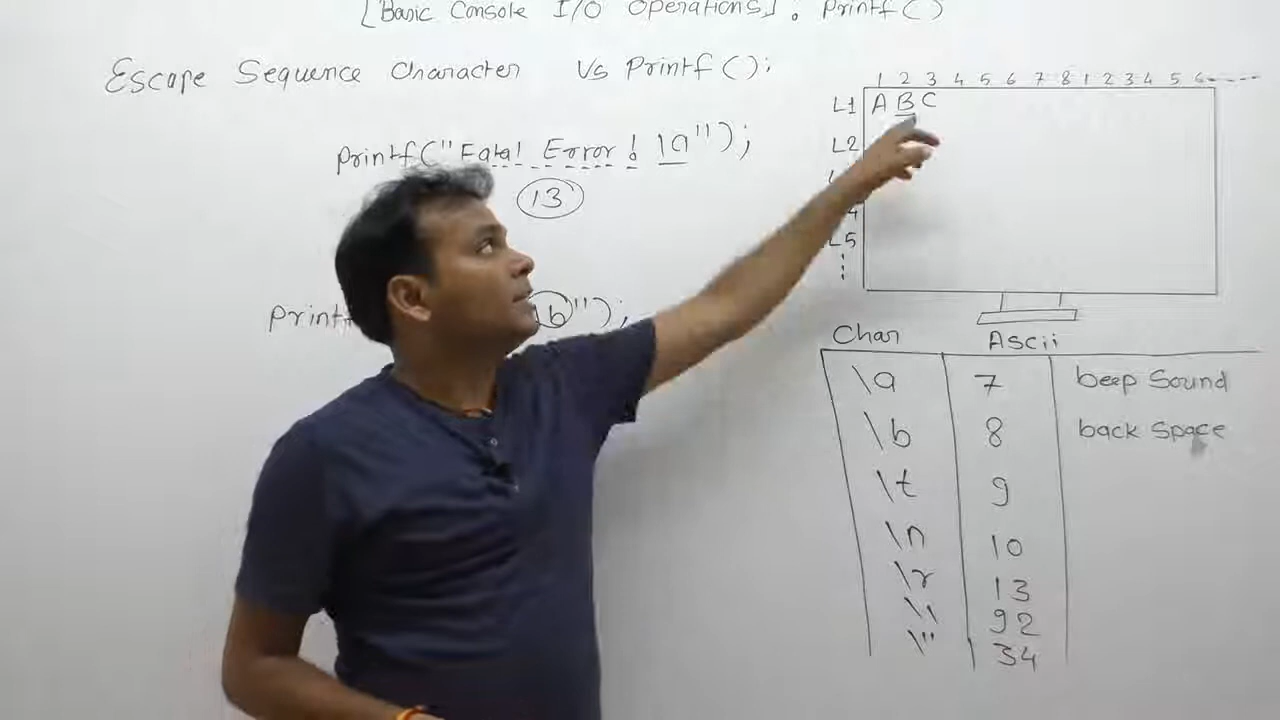 [Basic Console I/O Operations]. Printf()
Escape Sequence Character Vs Printf();
1 2 3 4 5 6 7 8 1 2 3 4 5 6 ----
L1 A B C
printf("Fatal Error! \a");
L2
13
4
L5
printf \b");
Char Ascii
\a 7 beep Sound
\b 8 back Space
\t 9
\n 10
\r 13
\\ 92
\" 34